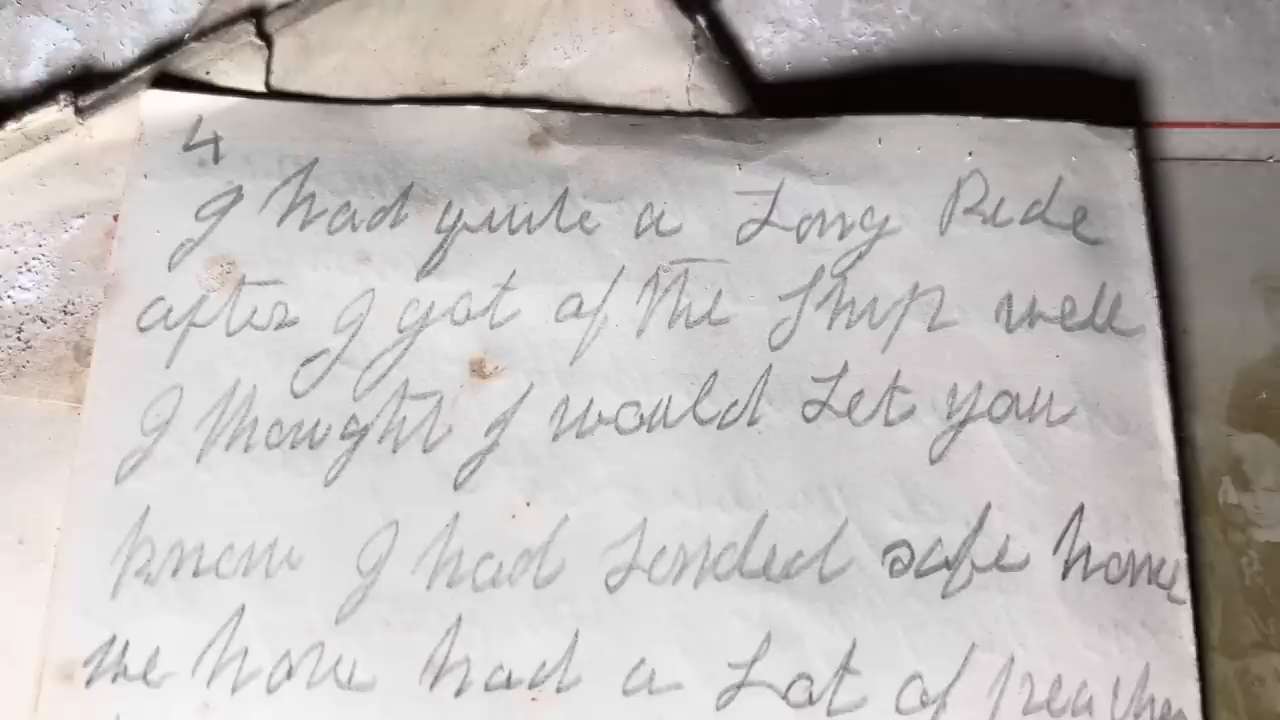 4
I had quite a Long Ride
after I got of the Ship well
I thought I would Let you
know I had Landed safe home
we have had a Lot of